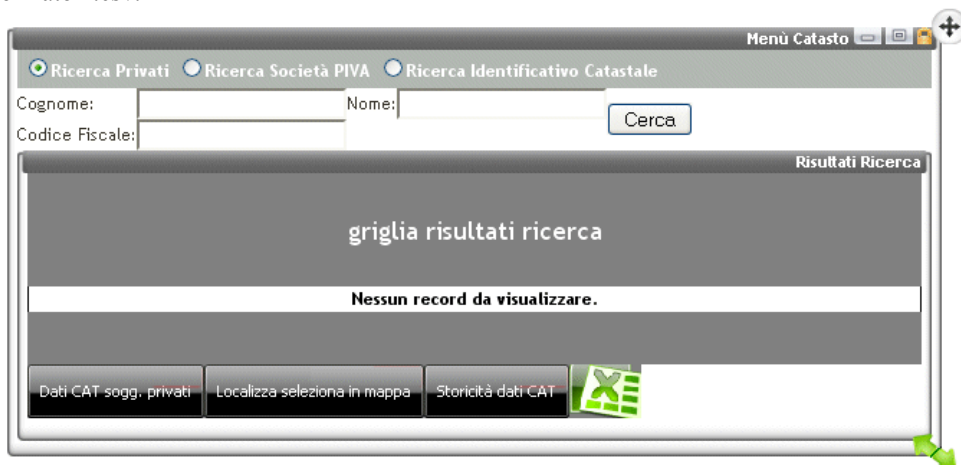 Menù Catasto
Ricerca Privati Ricerca Società PIVA Ricerca Identificativo Catastale
Cognome: Nome: Cerca
Codice Fiscale:
Risultati Ricerca
griglia risultati ricerca
Nessun record da visualizzare.
Dati CAT sogg. privati Localizza seleziona in mappa Storicità dati CAT